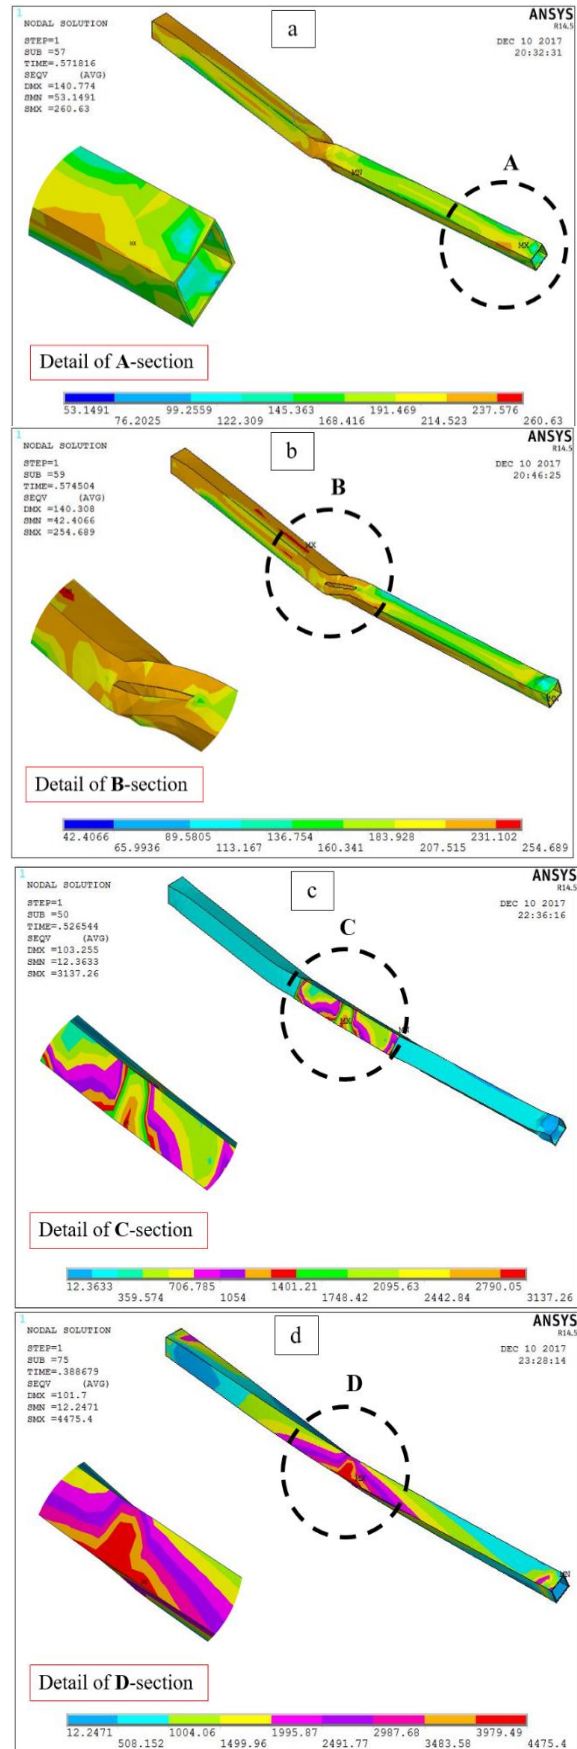 1
NODAL SOLUTION
a
ANSYS
R14.5
STEP=1
SUB =57
TIME=.571816
SEQV (AVG)
DMX =140.774
SMN =53.1491
SMX =260.63
DEC 10 2017
20:32:31
MN
A
MX
MX
Detail of A-section
53.1491 99.2559 145.363 191.469 237.576
76.2025 122.309 168.416 214.523 260.63
1
NODAL SOLUTION
b
ANSYS
R14.5
STEP=1
SUB =59
TIME=.574504
SEQV (AVG)
DMX =140.308
SMN =42.4066
SMX =254.689
DEC 10 2017
20:46:25
B
MX
Detail of B-section
42.4066 89.5805 136.754 183.928 231.102
65.9936 113.167 160.341 207.515 254.689
1
NODAL SOLUTION
c
ANSYS
R14.5
STEP=1
SUB =50
TIME=.526544
SEQV (AVG)
DMX =103.255
SMN =12.3633
SMX =3137.26
DEC 10 2017
22:36:16
C
MX
Detail of C-section
12.3633 706.785 1401.21 2095.63 2790.05
359.574 1054 1748.42 2442.84 3137.26
1
NODAL SOLUTION
d
ANSYS
R14.5
STEP=1
SUB =75
TIME=.388679
SEQV (AVG)
DMX =101.7
SMN =12.2471
SMX =4475.4
DEC 10 2017
23:28:14
D
MN
Detail of D-section
12.2471 1004.06 1995.87 2987.68 3979.49
508.152 1499.96 2491.77 3483.58 4475.4